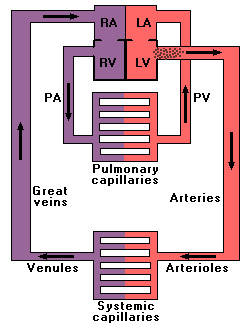 RA LA
RV LV
PA
PV
Pulmonary
capillaries
Great
veins
Arteries
Venules
Arterioles
Systemic
capillaries